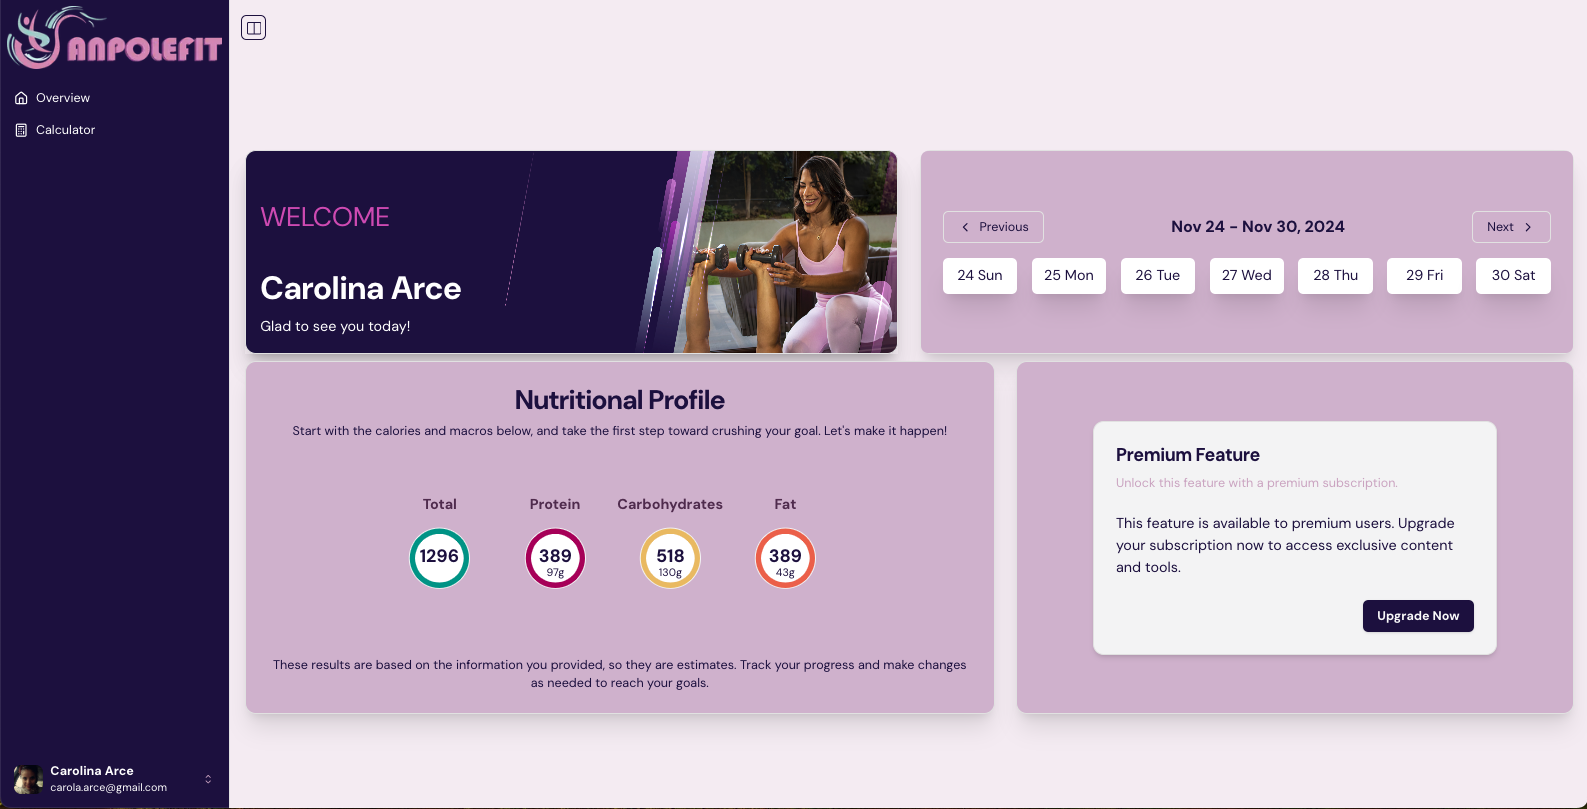 ANPOLEFIT
Overview
Calculator
WELCOME
Carolina Arce
Glad to see you today!
Previous
Nov 24 - Nov 30, 2024
Next
24 Sun
25 Mon
26 Tue
27 Wed
28 Thu
29 Fri
30 Sat
Nutritional Profile
Start with the calories and macros below, and take the first step toward crushing your goal. Let's make it happen!
Total
Protein
Carbohydrates
Fat
1296
389
97g
518
130g
389
43g
These results are based on the information you provided, so they are estimates. Track your progress and make changes
as needed to reach your goals.
Premium Feature
Unlock this feature with a premium subscription.
This feature is available to premium users. Upgrade
your subscription now to access exclusive content
and tools.
Upgrade Now
Carolina Arce
carola.arce@gmail.com